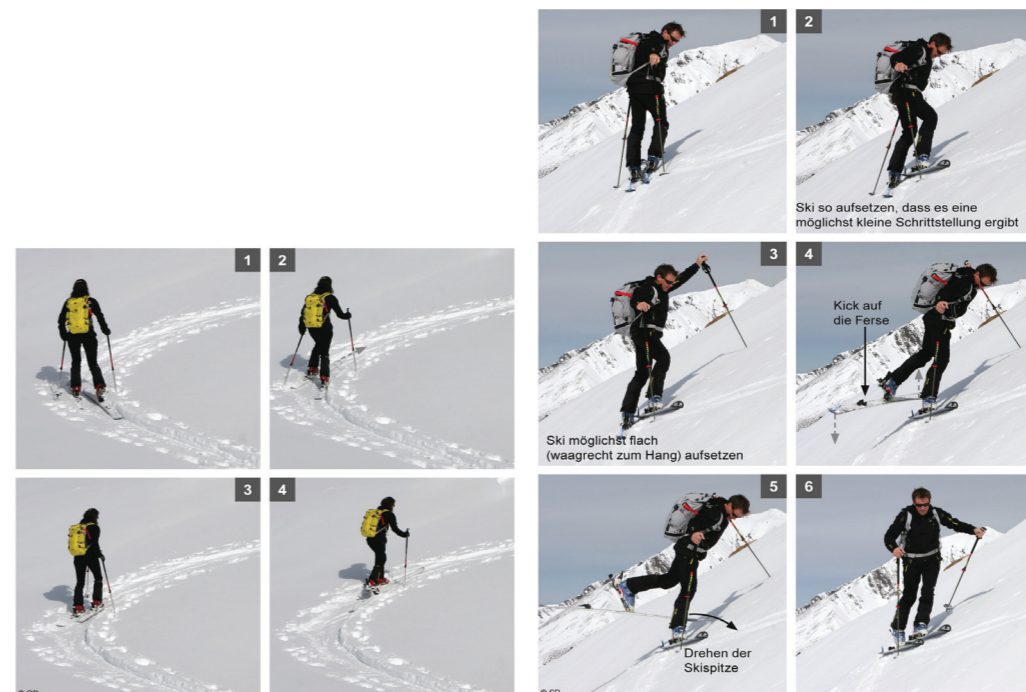 1
2
3
4
1
2
Ski so aufsetzen, dass es eine
möglichst kleine Schrittstellung ergibt
3
Ski möglichst flach
(waagrecht zum Hang) aufsetzen
4
Kick auf
die Ferse
5
Drehen der
Skispitze
6